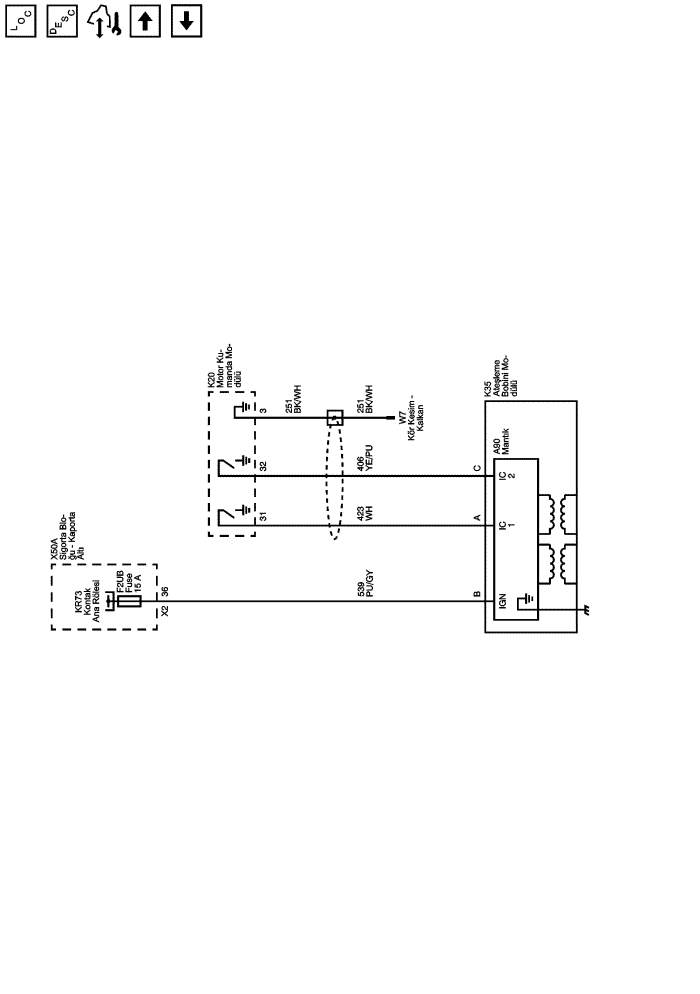 LOC
DESC
K20
Motor Ku-
manda Mo-
dülü
3
32
31
251
BK/WH
251
BK/WH
W7
Kör Kesim -
Kalkan
406
YE/PU
423
WH
K35
Ateşleme
Bobini Mo-
dülü
A90
Mantık
C
IC
2
A
IC
1
B
IGN
X50A
Sigorta Blo-
ğu - Kaporta
Altı
KR73
Kontak
Ana Rölesi
F2UB
Fuse
15 A
36
X2
539
PU/GY